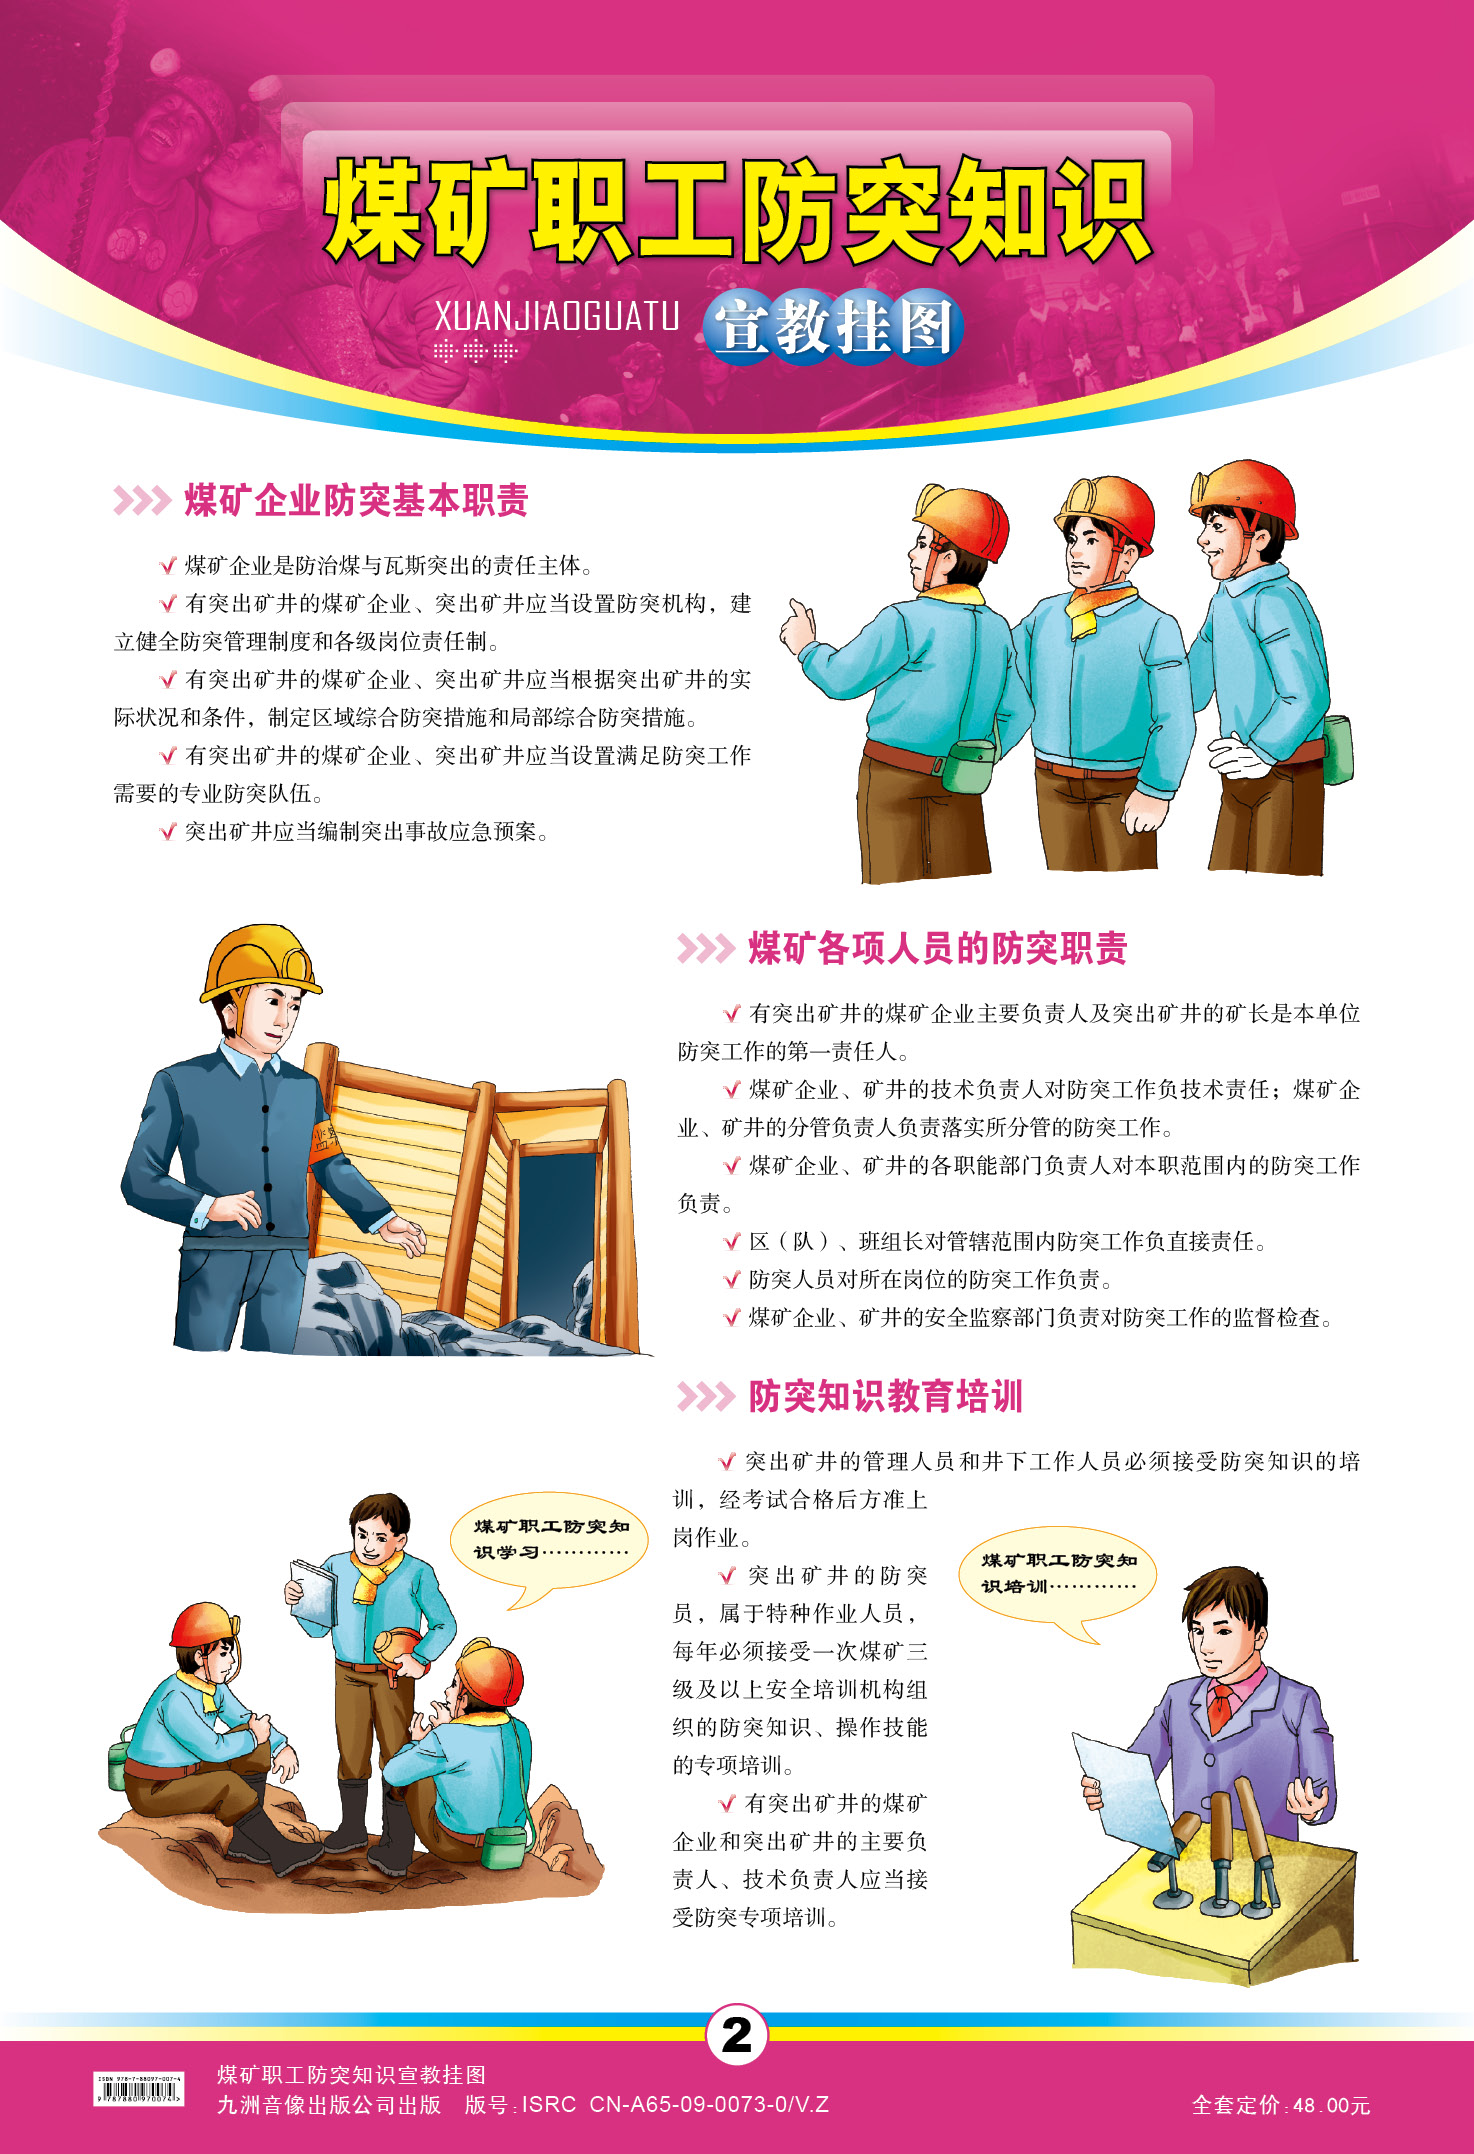 煤矿职工防突知识
XUANJIAOGUATU 宣教挂图
煤矿企业防突基本职责
煤矿企业是防治煤与瓦斯突出的责任主体。
有突出矿井的煤矿企业、突出矿井应当设置防突机构，建
立健全防突管理制度和各级岗位责任制。
有突出矿井的煤矿企业、突出矿井应当根据突出矿井的实
际状况和条件，制定区域综合防突措施和局部综合防突措施。
有突出矿井的煤矿企业、突出矿井应当设置满足防突工作
需要的专业防突队伍。
突出矿井应当编制突出事故应急预案。
煤矿各项人员的防突职责
有突出矿井的煤矿企业主要负责人及突出矿井的矿长是本单位
防突工作的第一责任人。
煤矿企业、矿井的技术负责人对防突工作负技术责任；煤矿企
业、矿井的分管负责人负责落实所分管的防突工作。
煤矿企业、矿井的各职能部门负责人对本职范围内的防突工作
负责。
区（队）、班组长对管辖范围内防突工作负直接责任。
防突人员对所在岗位的防突工作负责。
煤矿企业、矿井的安全监察部门负责对防突工作的监督检查。
防突知识教育培训
突出矿井的管理人员和井下工作人员必须接受防突知识的培
训，经考试合格后方准上
岗作业。
突出矿井的防突
员，属于特种作业人员，
每年必须接受一次煤矿三
级及以上安全培训机构组
织的防突知识、操作技能
的专项培训。
有突出矿井的煤矿
企业和突出矿井的主要负
责人、技术负责人应当接
受防突专项培训。
煤矿职工防突知
识学习…………
煤矿职工防突知
识培训…………
2
ISBN 978-7-88097-007-4
9 787880 970074 >
煤矿职工防突知识宣教挂图
九洲音像出版公司出版 版号:ISRC CN-A65-09-0073-0/V.Z
全套定价:48.00元